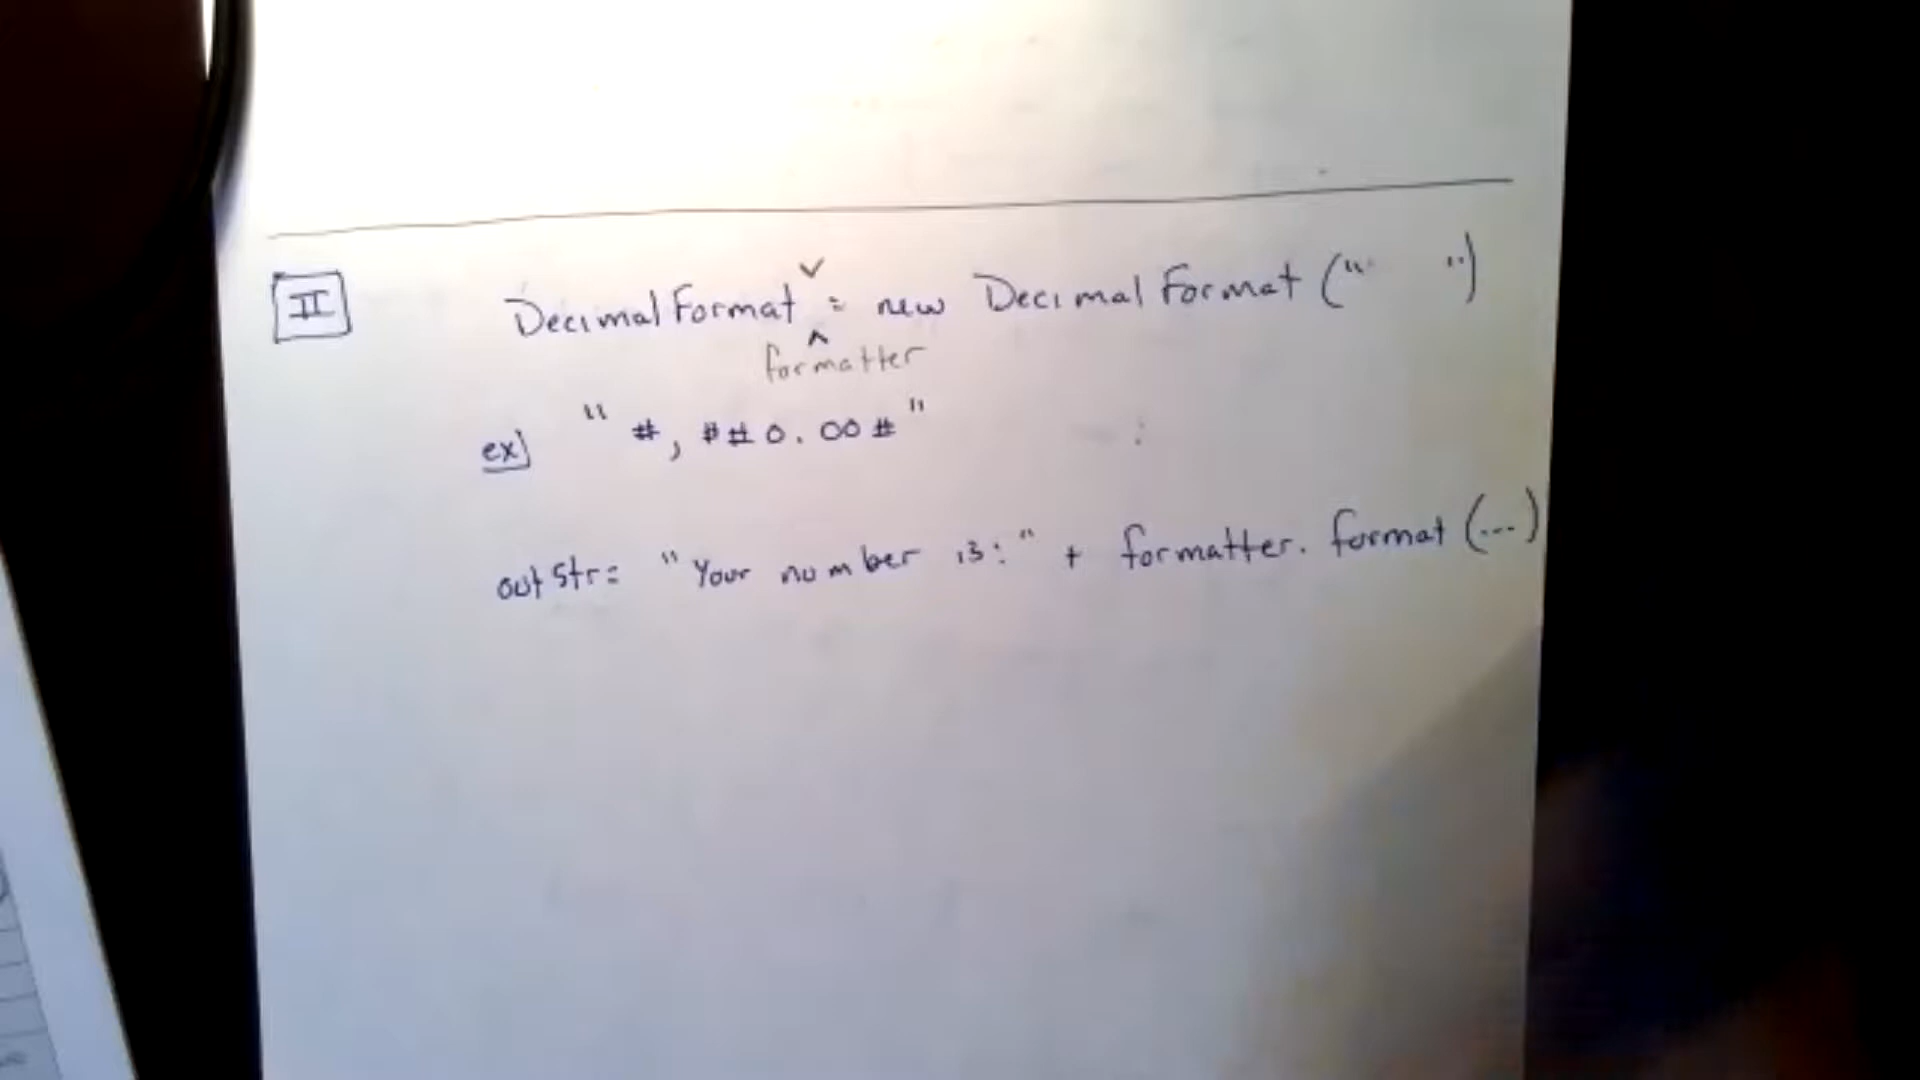 II DecimalFormat = new DecimalFormat (" ")
formatter
ex] "#,##0.00#"
outStr= "Your number is:" + formatter.format(...)